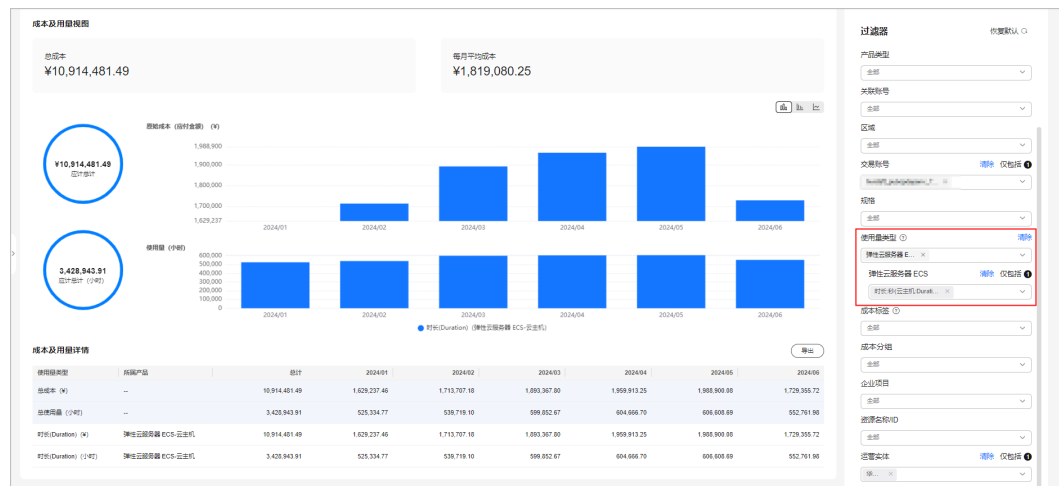 成本及用量视图
总成本
¥10,914,481.49
每月平均成本
¥1,819,080.25
原始成本（应付金额）(¥)
¥10,914,481.49
应计总计
1,988,900
1,900,000
1,800,000
1,700,000
1,629,237
2024/01 2024/02 2024/03 2024/04 2024/05 2024/06
使用量（小时）
3,428,943.91
应计总计（小时）
600,000
500,000
400,000
300,000
200,000
100,000
0
2024/01 2024/02 2024/03 2024/04 2024/05 2024/06
时长(Duration)（弹性云服务器 ECS-云主机）
成本及用量详情
导出
使用量类型 所属产品 总计 2024/01 2024/02 2024/03 2024/04 2024/05 2024/06
总成本（¥） -- 10,914,481.49 1,629,237.46 1,713,707.18 1,893,367.80 1,959,913.25 1,988,900.08 1,729,355.72
总使用量（小时） -- 3,428,943.91 525,334.77 539,719.10 599,852.67 604,666.70 606,608.69 552,761.98
时长(Duration)（¥） 弹性云服务器 ECS-云主机 10,914,481.49 1,629,237.46 1,713,707.18 1,893,367.80 1,959,913.25 1,988,900.08 1,729,355.72
时长(Duration)（小时） 弹性云服务器 ECS-云主机 3,428,943.91 525,334.77 539,719.10 599,852.67 604,666.70 606,608.69 552,761.98
过滤器 恢复默认
产品类型
全部
关联账号
全部
区域
全部
交易账号 清除 仅包括 1
规格
全部
使用量类型 清除
弹性云服务器 E... ×
弹性云服务器 ECS 清除 仅包括 1
时长:秒(云主机:Durati... ×
成本标签
全部
成本分组
全部
企业项目
全部
资源名称/ID
全部
运营实体 清除 仅包括 1
华... ×